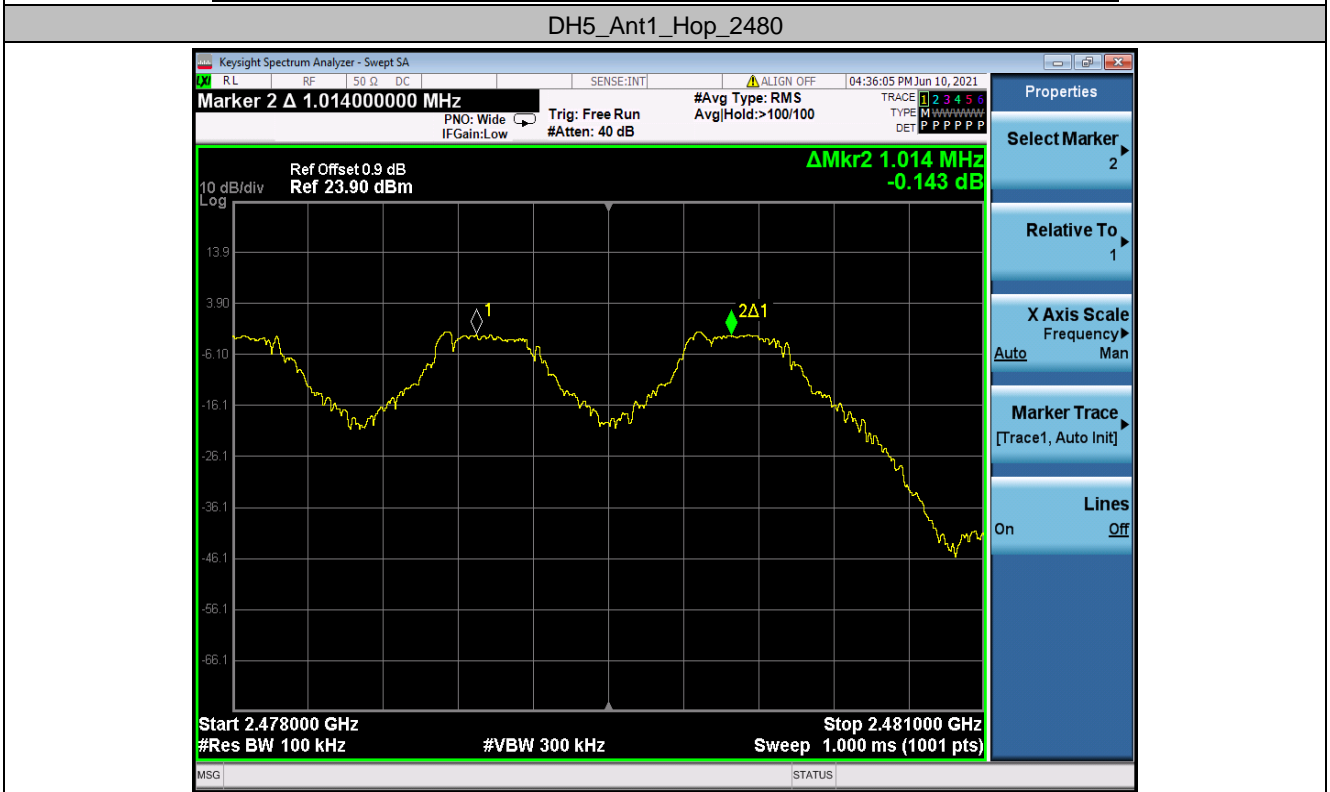 DH5_Ant1_Hop_2480
Keysight Spectrum Analyzer - Swept SA
LXI RL RF 50 Ω DC SENSE:INT ALIGN OFF 04:36:05 PM Jun 10, 2021
Marker 2 Δ 1.014000000 MHz
PNO: Wide
IFGain:Low
Trig: Free Run
#Atten: 40 dB
#Avg Type: RMS
Avg|Hold:>100/100
TRACE 1 2 3 4 5 6
TYPE M WWWWW
DET P P P P P P
ΔMkr2 1.014 MHz
-0.143 dB
Ref Offset 0.9 dB
10 dB/div Ref 23.90 dBm
Log
13.9
3.90
-6.10
-16.1
-26.1
-36.1
-46.1
-56.1
-66.1
1
2Δ1
Start 2.478000 GHz Stop 2.481000 GHz
#Res BW 100 kHz #VBW 300 kHz Sweep 1.000 ms (1001 pts)
MSG STATUS
Properties
Select Marker
2
Relative To
1
X Axis Scale
Frequency
Auto Man
Marker Trace
[Trace1, Auto Init]
Lines
On Off